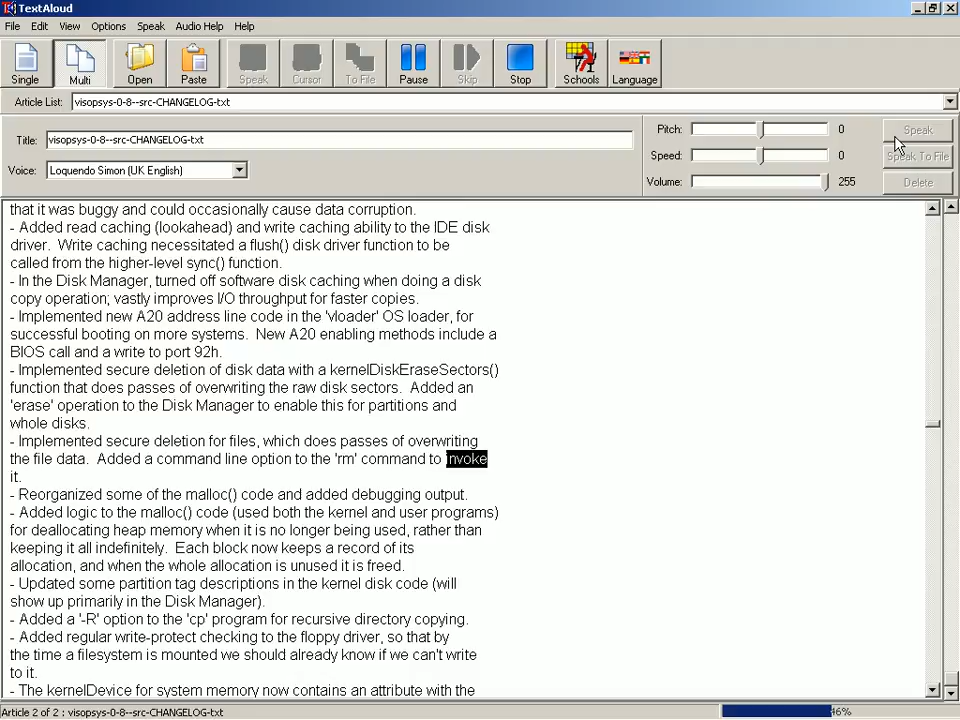 TextAloud
File Edit View Options Speak Audio Help Help
Single Multi Open Paste Speak Cursor To File Pause Skip Stop Schools Language
Article List: visopsys-0-8--src-CHANGELOG-txt
Title: visopsys-0-8--src-CHANGELOG-txt
Voice: Loquendo Simon (UK English)
Pitch: 0 Speak
Speed: 0 Speak To File
Volume: 255 Delete
that it was buggy and could occasionally cause data corruption.
- Added read caching (lookahead) and write caching ability to the IDE disk
driver.  Write caching necessitated a flush() disk driver function to be
called from the higher-level sync() function.
- In the Disk Manager, turned off software disk caching when doing a disk
copy operation; vastly improves I/O throughput for faster copies.
- Implemented new A20 address line code in the 'vloader' OS loader, for
successful booting on more systems.  New A20 enabling methods include a
BIOS call and a write to port 92h.
- Implemented secure deletion of disk data with a kernelDiskEraseSectors()
function that does passes of overwriting the raw disk sectors.  Added an
'erase' operation to the Disk Manager to enable this for partitions and
whole disks.
- Implemented secure deletion for files, which does passes of overwriting
the file data.  Added a command line option to the 'rm' command to invoke
it.
- Reorganized some of the malloc() code and added debugging output.
- Added logic to the malloc() code (used both the kernel and user programs)
for deallocating heap memory when it is no longer being used, rather than
keeping it all indefinitely.  Each block now keeps a record of its
allocation, and when the whole allocation is unused it is freed.
- Updated some partition tag descriptions in the kernel disk code (will
show up primarily in the Disk Manager).
- Added a '-R' option to the 'cp' program for recursive directory copying.
- Added regular write-protect checking to the floppy driver, so that by
the time a filesystem is mounted we should already know if we can't write
to it.
- The kernelDevice for system memory now contains an attribute with the
Article 2 of 2 : visopsys-0-8--src-CHANGELOG-txt 46%